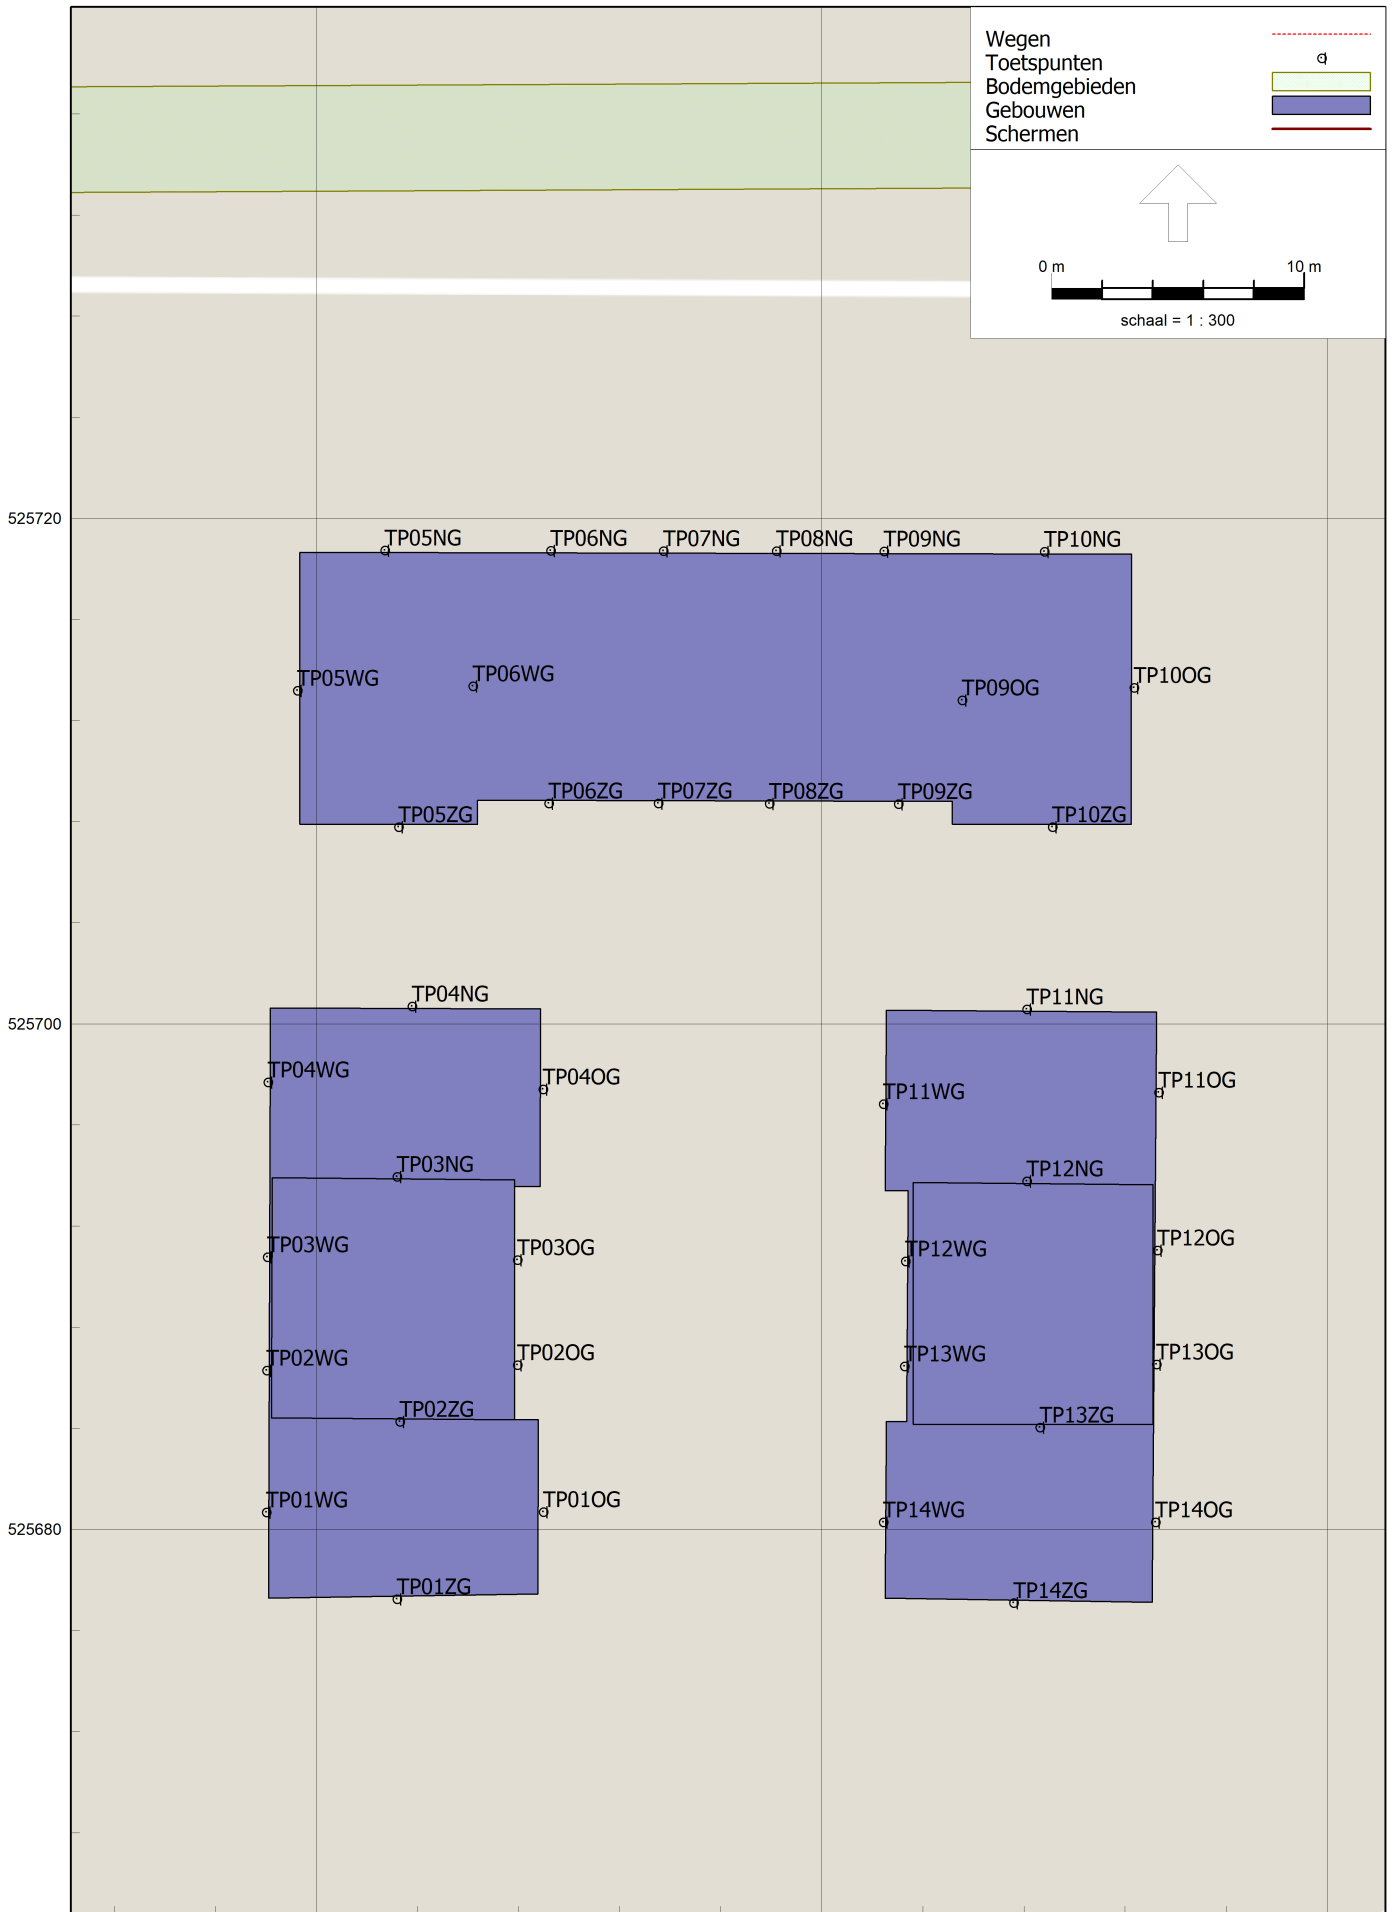 Wegen
Toetspunten
Bodemgebieden
Gebouwen
Schermen
0 m 10 m
schaal = 1 : 300
525720
TP05NG TP06NG TP07NG TP08NG TP09NG TP10NG
TP05WG TP06WG TP09OG TP10OG
TP05ZG TP06ZG TP07ZG TP08ZG TP09ZG TP10ZG
TP04NG TP11NG
525700
TP04WG TP04OG TP11WG TP11OG
TP03NG TP12NG
TP03WG TP03OG TP12WG TP12OG
TP02WG TP02OG TP13WG TP13OG
TP02ZG TP13ZG
TP01WG TP01OG TP14WG TP14OG
525680
TP01ZG TP14ZG